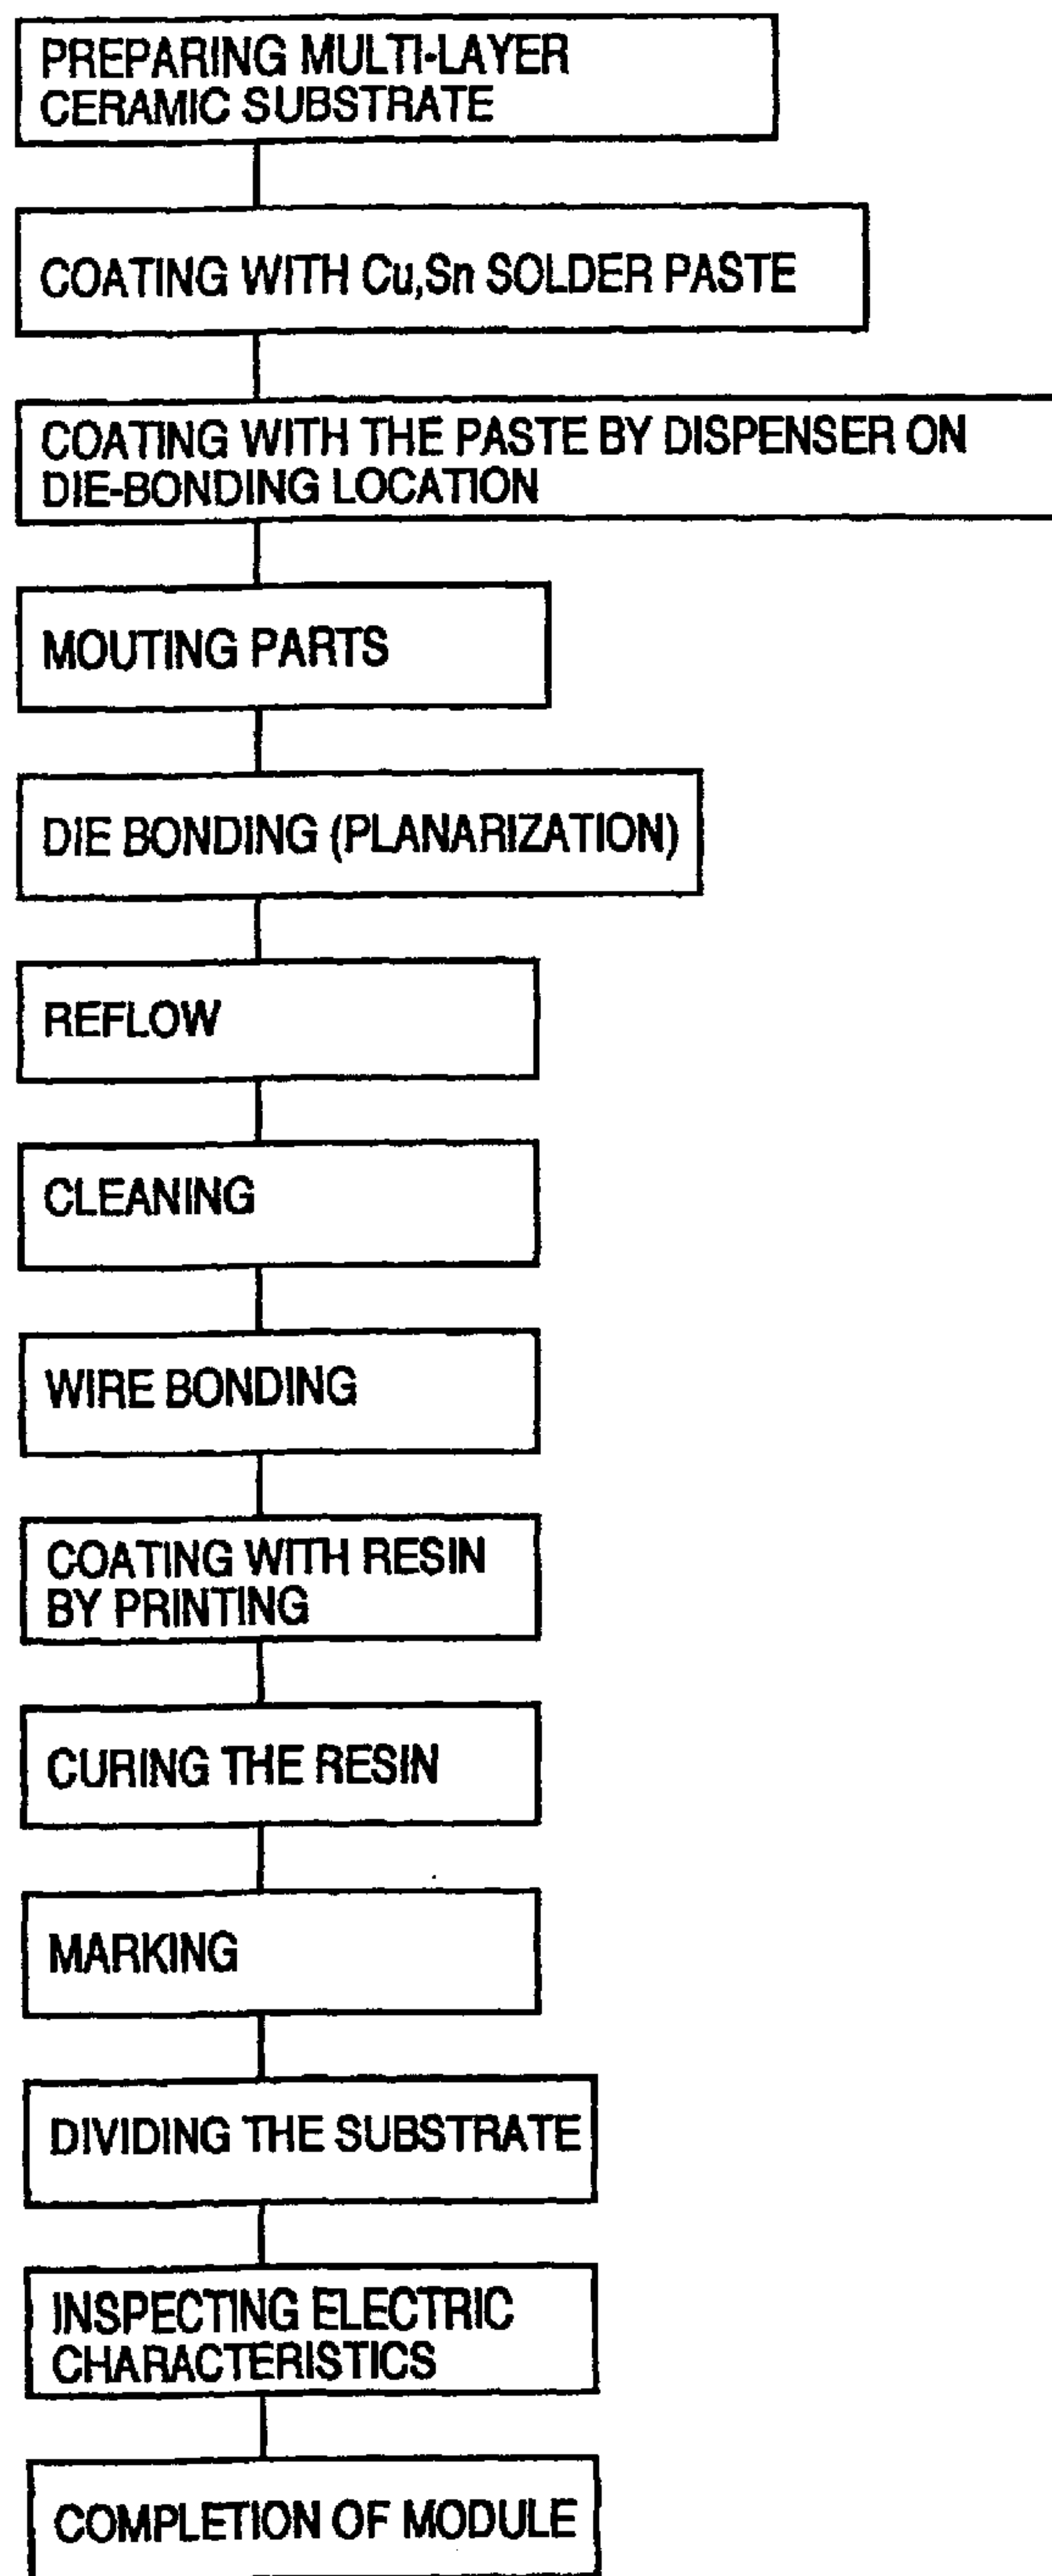 PREPARING MULTI-LAYER
CERAMIC SUBSTRATE
COATING WITH Cu,Sn SOLDER PASTE
COATING WITH THE PASTE BY DISPENSER ON
DIE-BONDING LOCATION
MOUTING PARTS
DIE BONDING (PLANARIZATION)
REFLOW
CLEANING
WIRE BONDING
COATING WITH RESIN
BY PRINTING
CURING THE RESIN
MARKING
DIVIDING THE SUBSTRATE
INSPECTING ELECTRIC
CHARACTERISTICS
COMPLETION OF MODULE